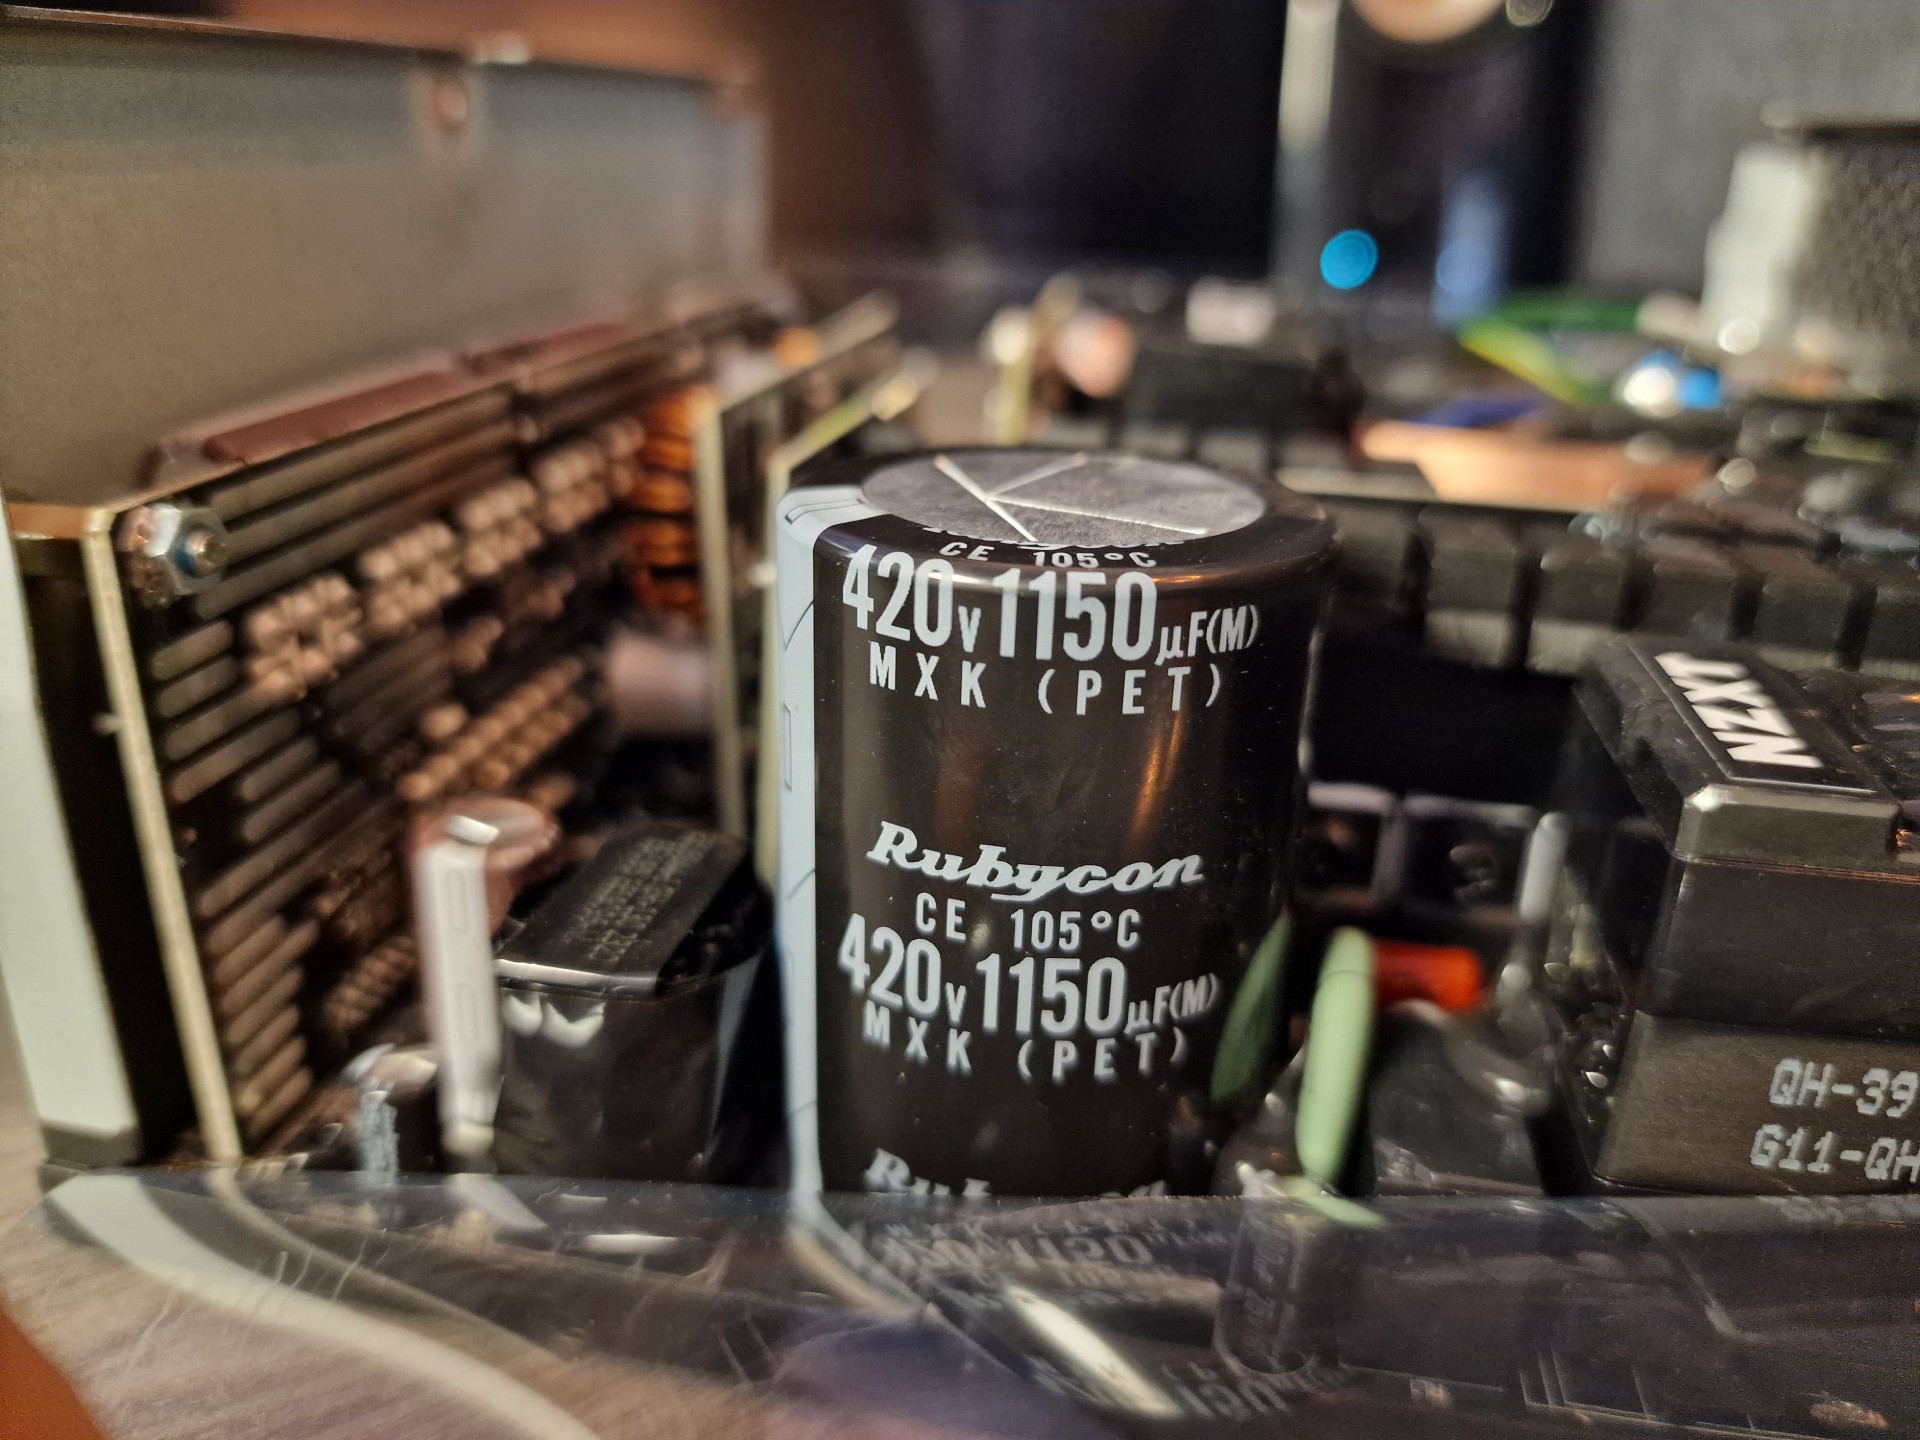 CE 105°C
420V 1150µF(M)
MXK (PET)
Rubycon
CE 105°C
420V 1150µF(M)
MXK (PET)
NZXT
QH-39
G11-QH